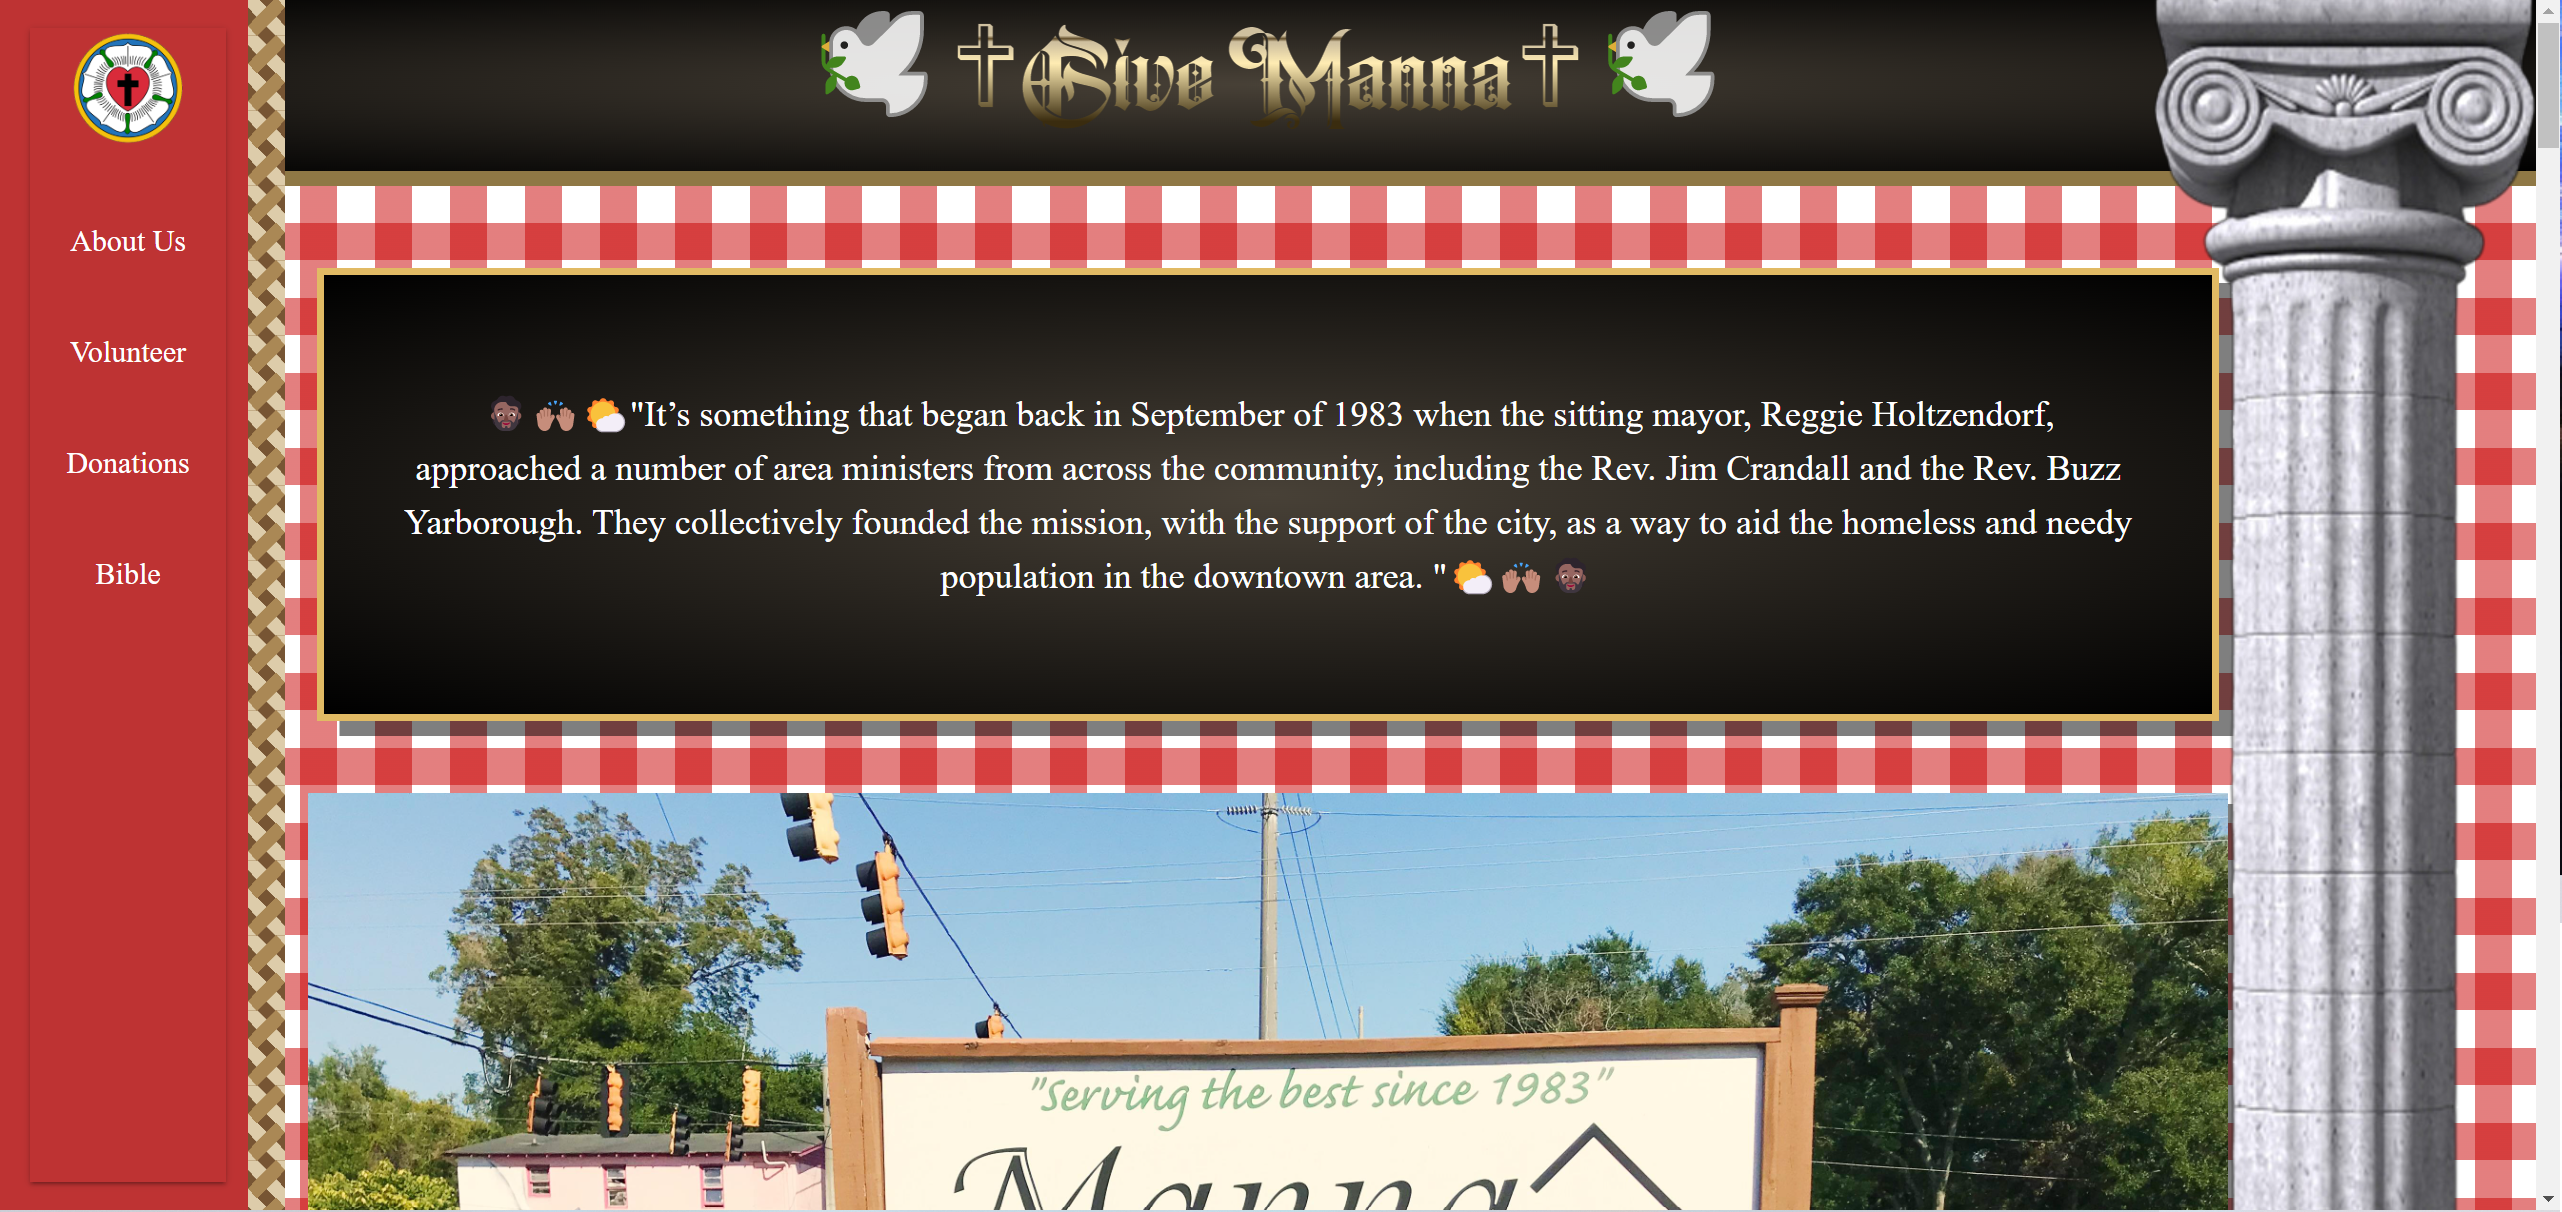 ✝Give Manna✝
About Us
Volunteer
Donations
Bible
"It’s something that began back in September of 1983 when the sitting mayor, Reggie Holtzendorf,
approached a number of area ministers from across the community, including the Rev. Jim Crandall and the Rev. Buzz
Yarborough. They collectively founded the mission, with the support of the city, as a way to aid the homeless and needy
population in the downtown area. "
"Serving the best since 1983"
Manna